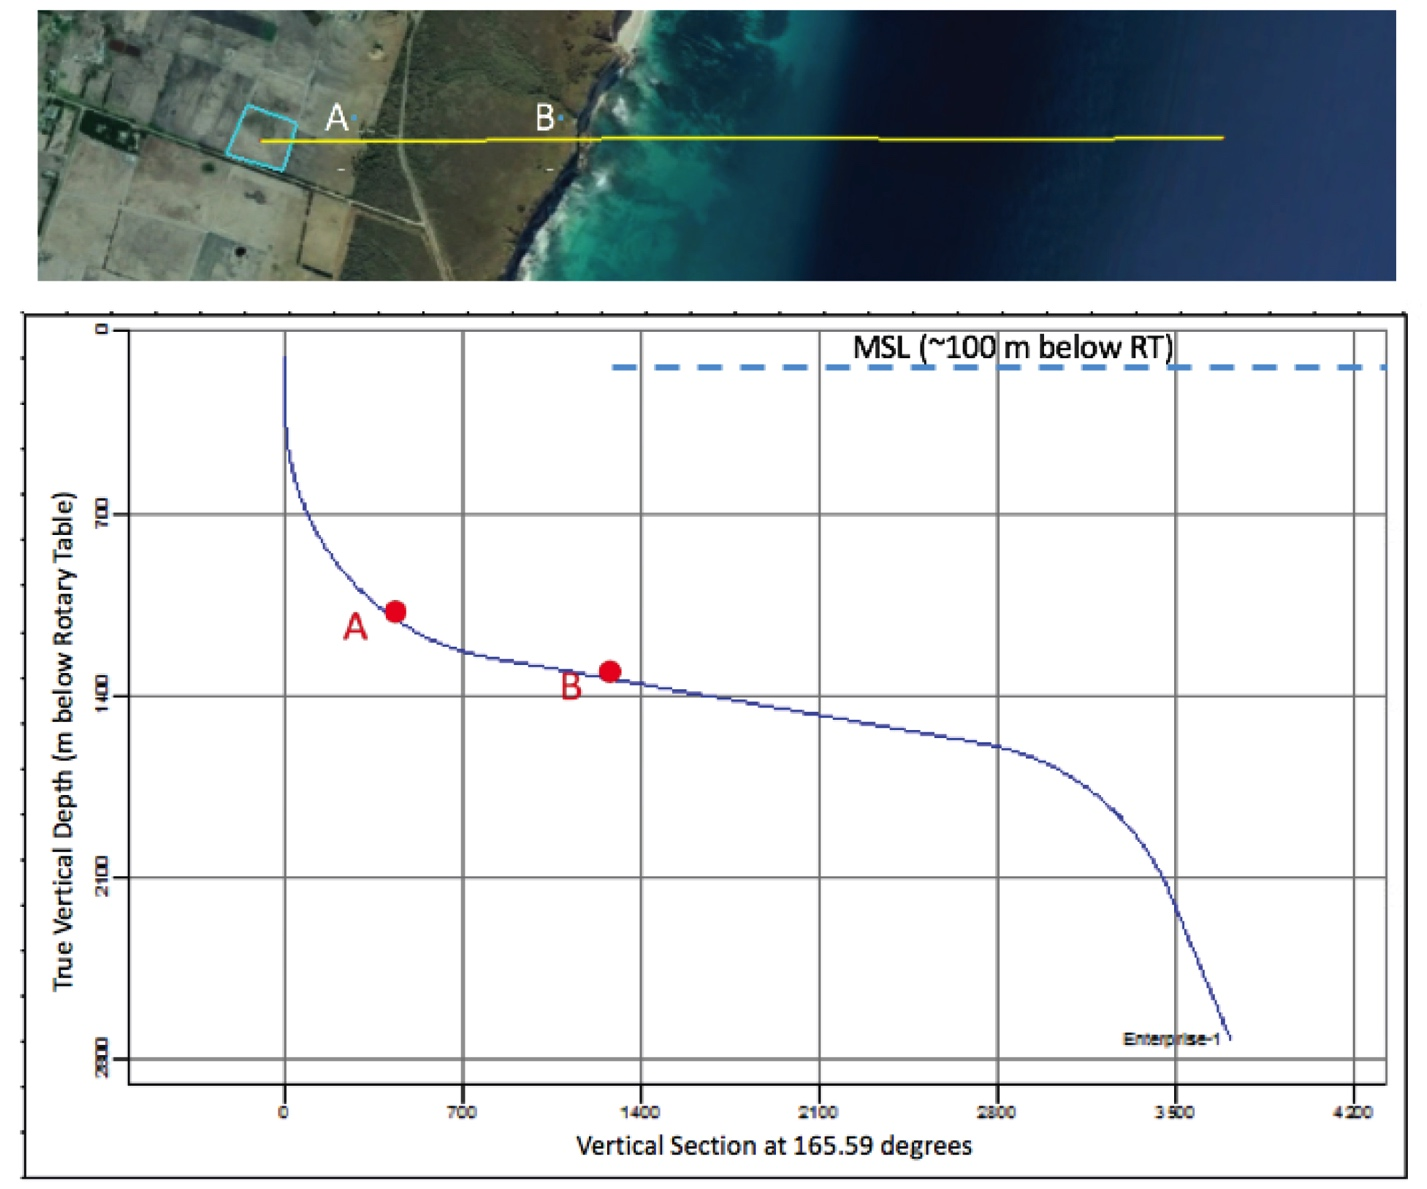 A
B
MSL (~100 m below RT)
0
700
1400
2100
2800
True Vertical Depth (m below Rotary Table)
A
B
Enterprise-1
0
700
1400
2100
2800
3500
4200
Vertical Section at 165.59 degrees